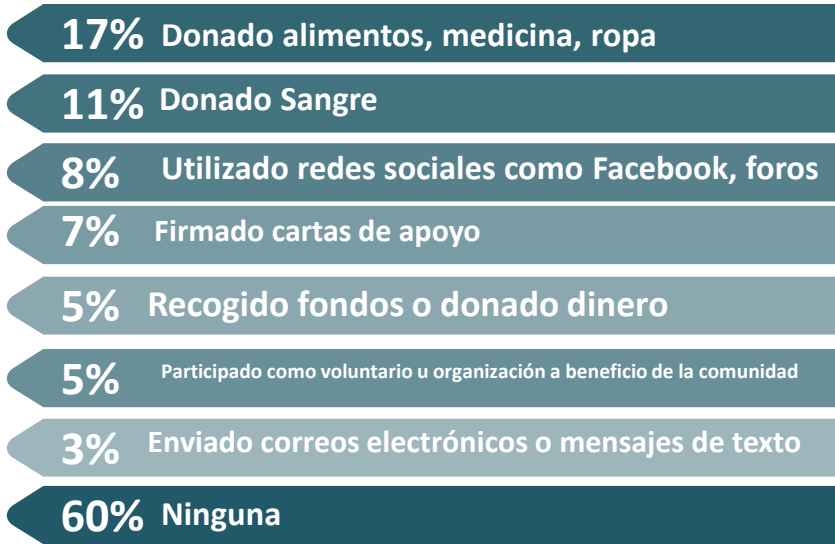 17% Donado alimentos, medicina, ropa
11% Donado Sangre
8% Utilizado redes sociales como Facebook, foros
7% Firmado cartas de apoyo
5% Recogido fondos o donado dinero
5% Participado como voluntario u organización a beneficio de la comunidad
3% Enviado correos electrónicos o mensajes de texto
60% Ninguna